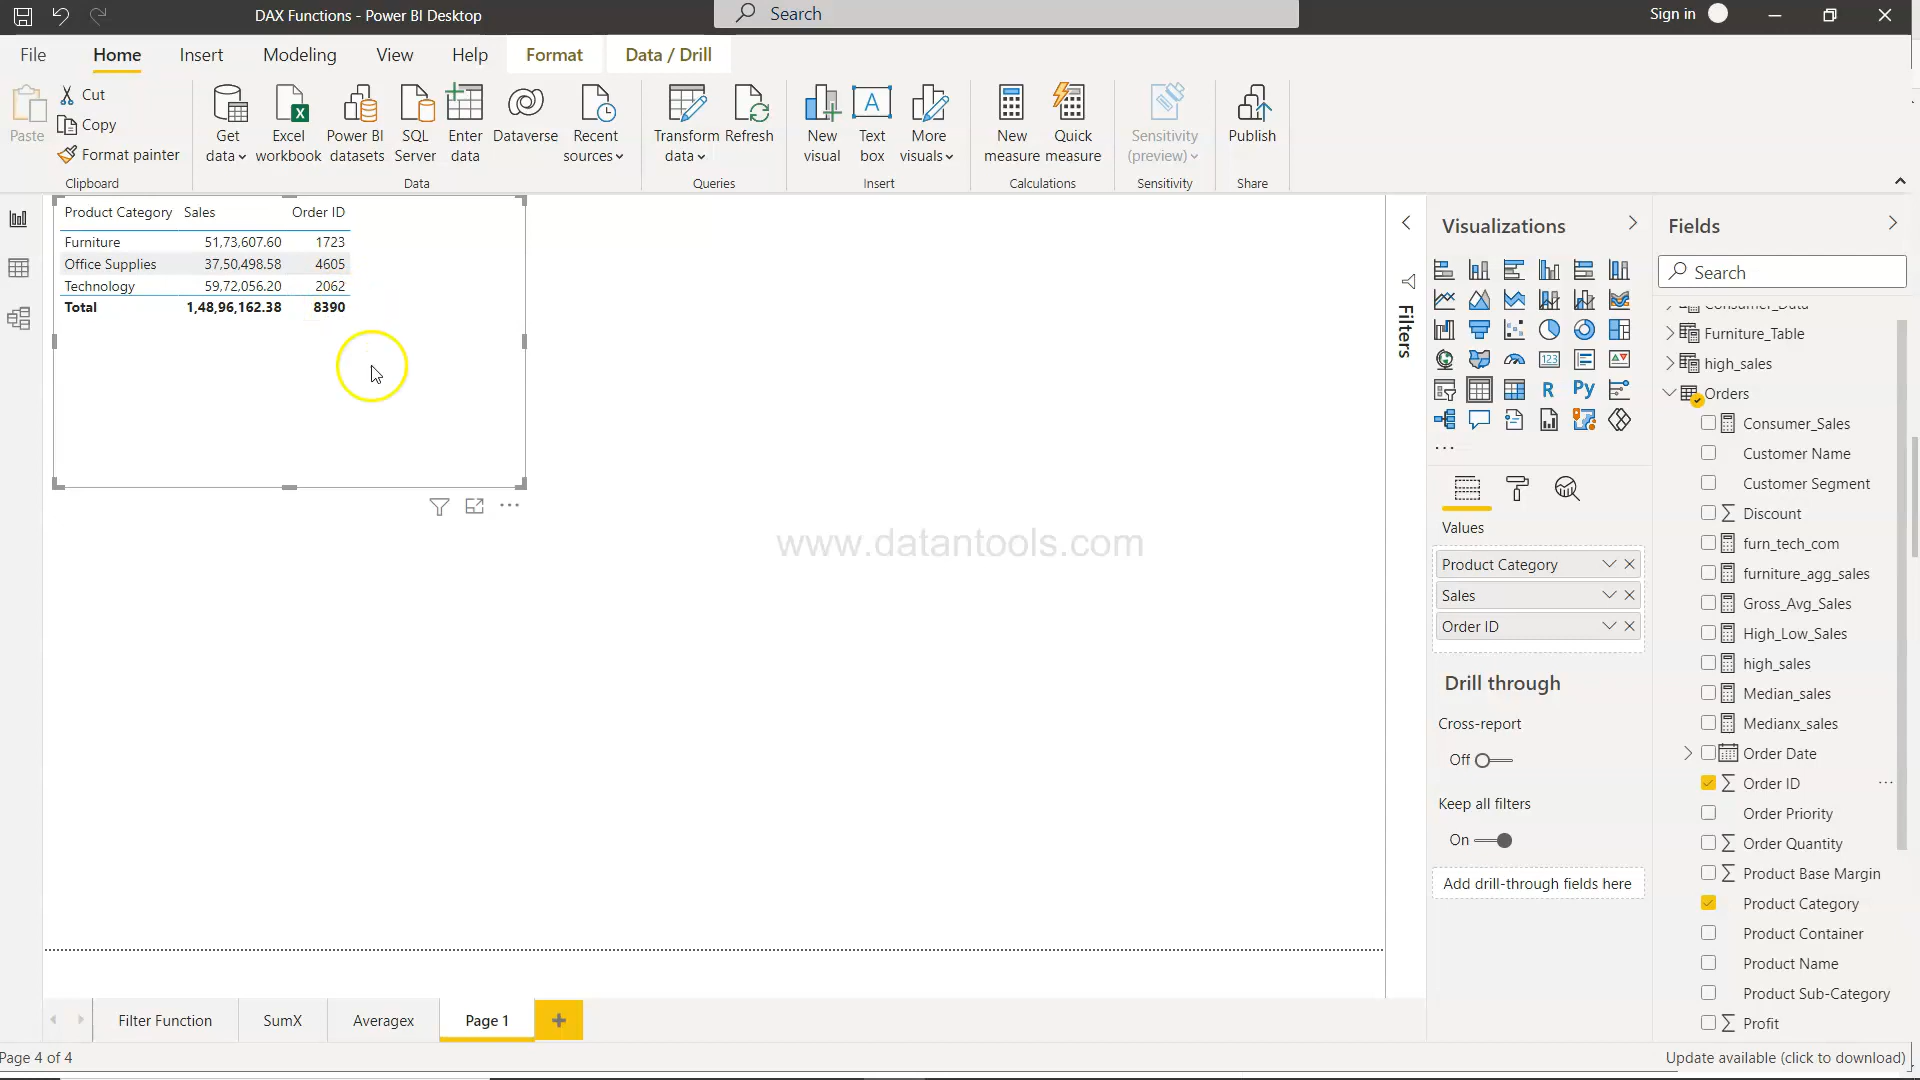 DAX Functions - Power BI Desktop
Search
Sign in
File
Home
Insert
Modeling
View
Help
Format
Data / Drill
Paste
Cut
Copy
Format painter
Clipboard
Get
data
Excel
workbook
Power BI
datasets
SQL
Server
Enter
data
Dataverse
Recent
sources
Data
Transform
data
Refresh
Queries
New
visual
Text
box
More
visuals
Insert
New
measure
Quick
measure
Calculations
Sensitivity
(preview)
Sensitivity
Publish
Share
Product Category Sales Order ID
Furniture 51,73,607.60 1723
Office Supplies 37,50,498.58 4605
Technology 59,72,056.20 2062
Total 1,48,96,162.38 8390
www.datantools.com
Filters
Visualizations
R
Py
123
Values
Product Category
Sales
Order ID
Drill through
Cross-report
Off
Keep all filters
On
Add drill-through fields here
Fields
Search
Consumer_Data
Furniture_Table
high_sales
Orders
Consumer_Sales
Customer Name
Customer Segment
Discount
furn_tech_com
furniture_agg_sales
Gross_Avg_Sales
High_Low_Sales
high_sales
Median_sales
Medianx_sales
Order Date
Order ID
Order Priority
Order Quantity
Product Base Margin
Product Category
Product Container
Product Name
Product Sub-Category
Profit
Filter Function
SumX
Averagex
Page 1
Page 4 of 4
Update available (click to download)